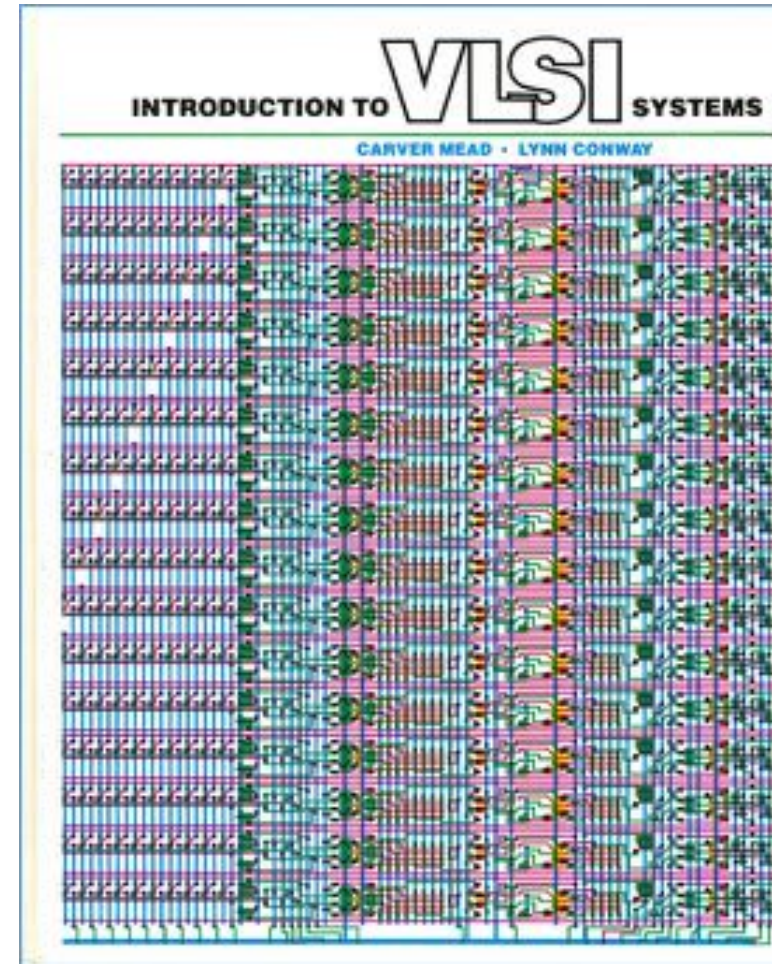 INTRODUCTION TO VLSI SYSTEMS
CARVER MEAD • LYNN CONWAY